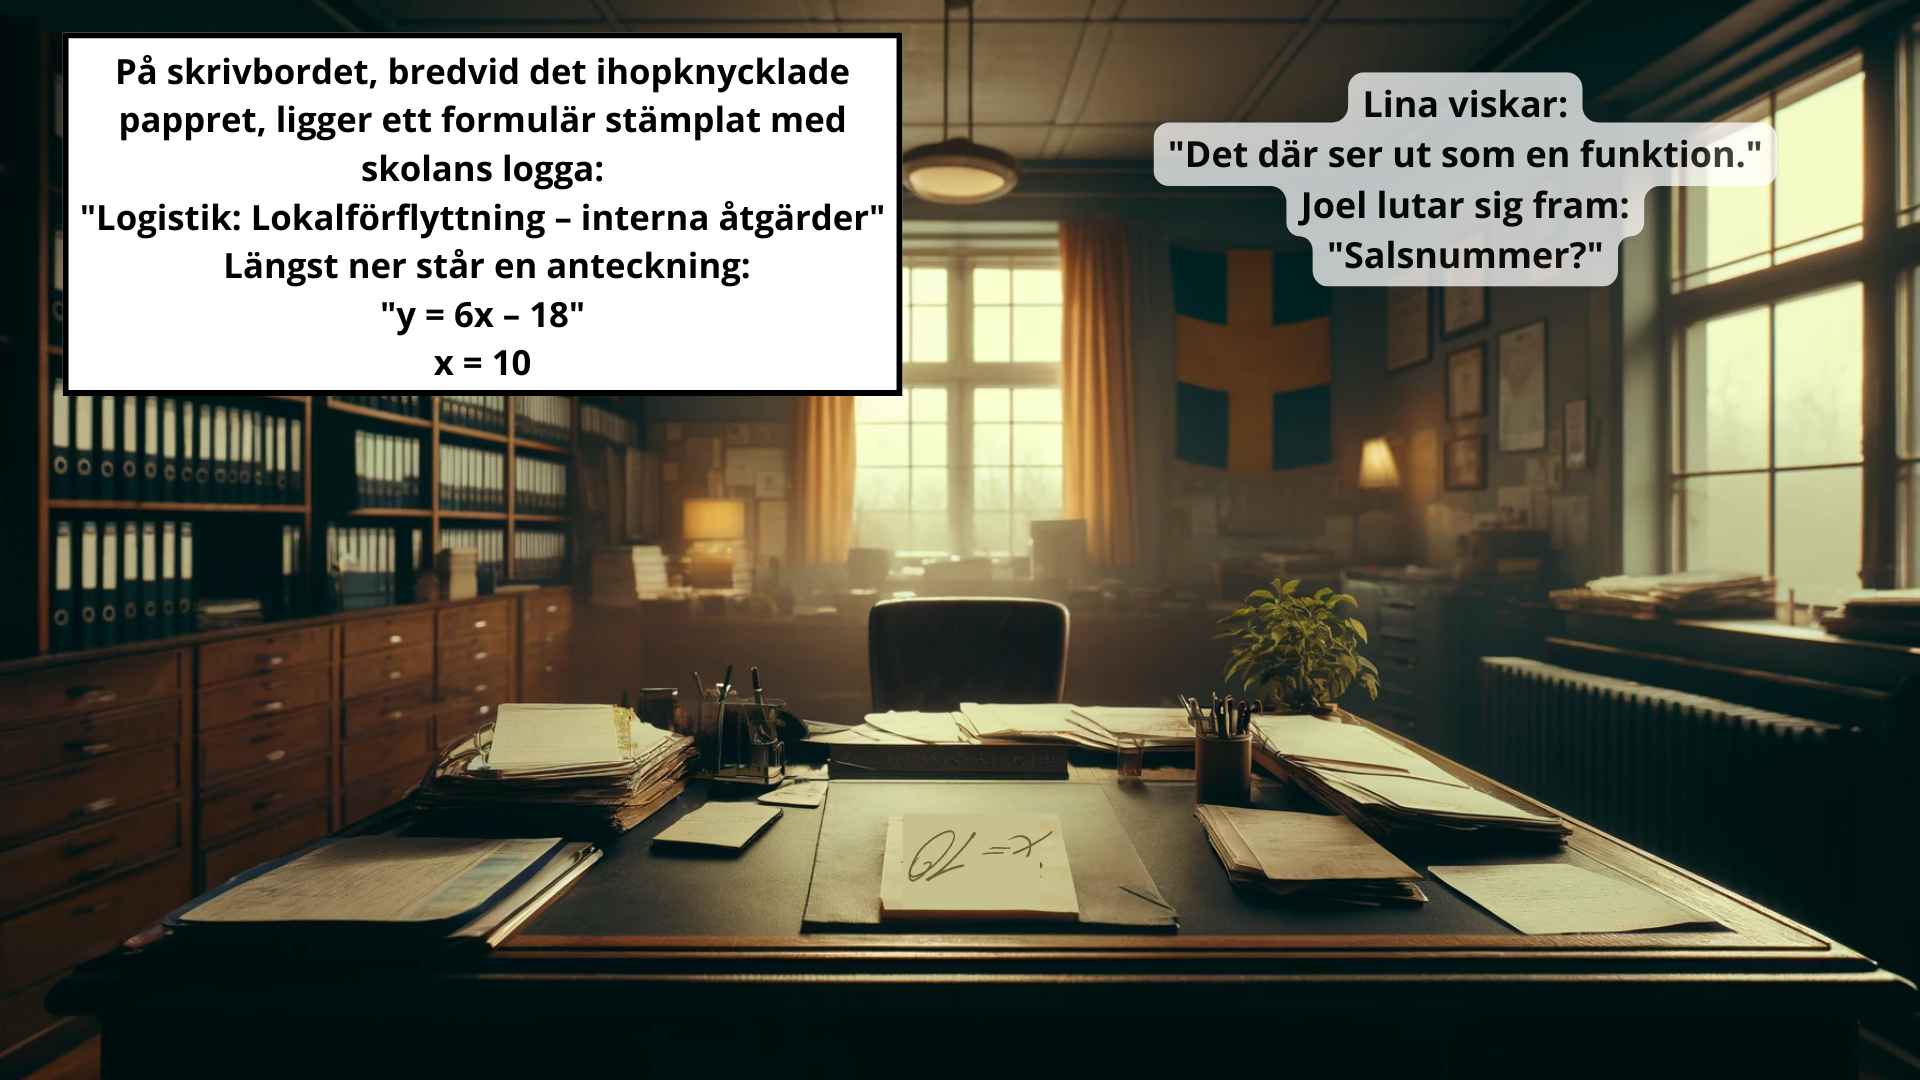 På skrivbordet, bredvid det ihopknycklade
pappret, ligger ett formulär stämplat med
skolans logga:
"Logistik: Lokalförflyttning – interna åtgärder"
Längst ner står en anteckning:
"y = 6x – 18"
x = 10
Lina viskar:
"Det där ser ut som en funktion."
Joel lutar sig fram:
"Salsnummer?"
x = 10